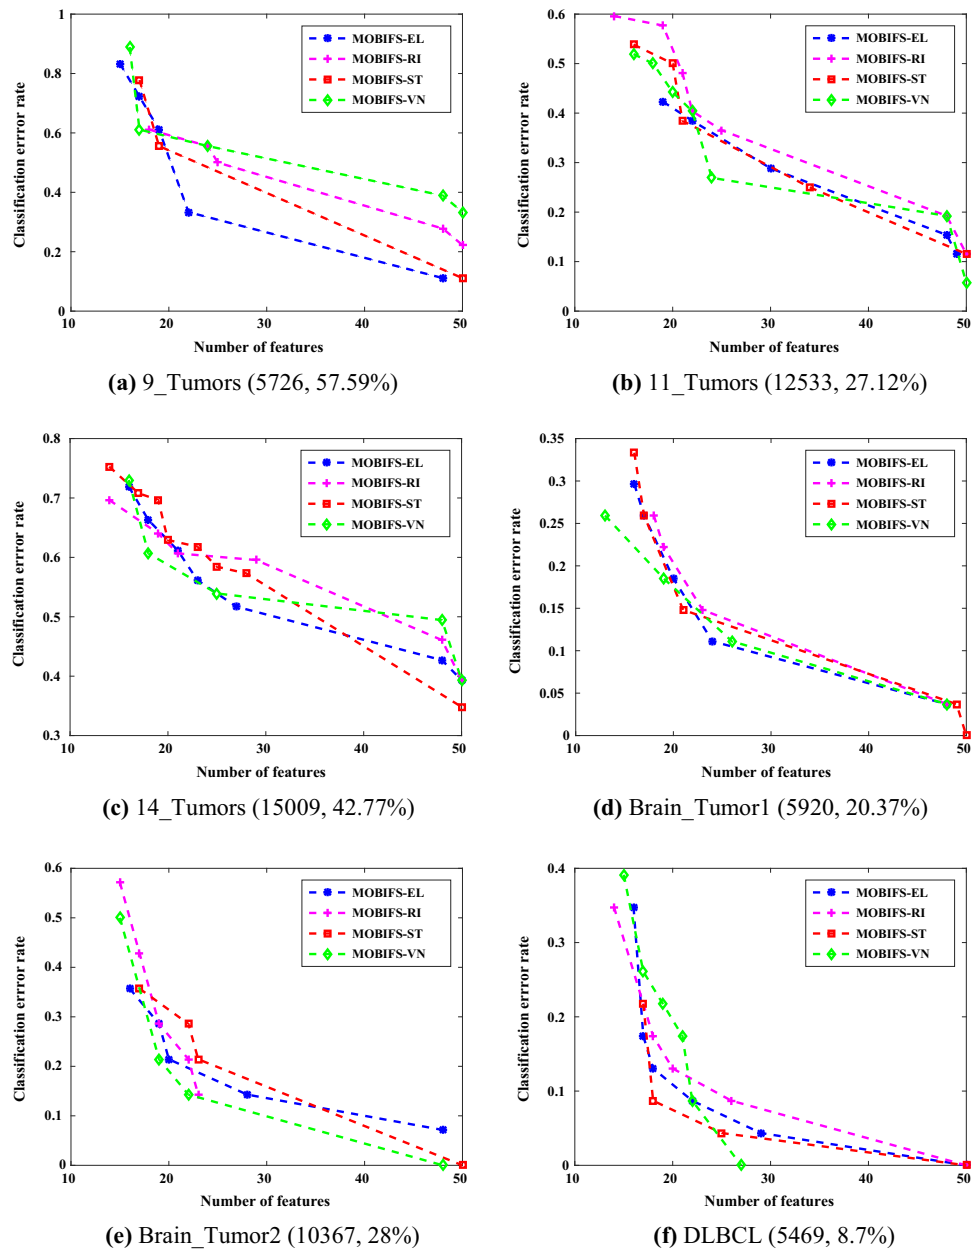 1
0.8
0.6
0.4
0.2
0
10 20 30 40 50
Classification errror rate
Number of features
MOBIFS-EL
MOBIFS-RI
MOBIFS-ST
MOBIFS-VN
(a) 9_Tumors (5726, 57.59%)
0.6
0.5
0.4
0.3
0.2
0.1
0
10 20 30 40 50
Classification errror rate
Number of features
MOBIFS-EL
MOBIFS-RI
MOBIFS-ST
MOBIFS-VN
(b) 11_Tumors (12533, 27.12%)
0.8
0.7
0.6
0.5
0.4
0.3
10 20 30 40 50
Classification errror rate
Number of features
MOBIFS-EL
MOBIFS-RI
MOBIFS-ST
MOBIFS-VN
(c) 14_Tumors (15009, 42.77%)
0.35
0.3
0.25
0.2
0.15
0.1
0.05
0
10 20 30 40 50
Classification errror rate
Number of features
MOBIFS-EL
MOBIFS-RI
MOBIFS-ST
MOBIFS-VN
(d) Brain_Tumor1 (5920, 20.37%)
0.6
0.5
0.4
0.3
0.2
0.1
0
10 20 30 40 50
Classification errror rate
Number of features
MOBIFS-EL
MOBIFS-RI
MOBIFS-ST
MOBIFS-VN
(e) Brain_Tumor2 (10367, 28%)
0.4
0.3
0.2
0.1
0
10 20 30 40 50
Classification errror rate
Number of features
MOBIFS-EL
MOBIFS-RI
MOBIFS-ST
MOBIFS-VN
(f) DLBCL (5469, 8.7%)